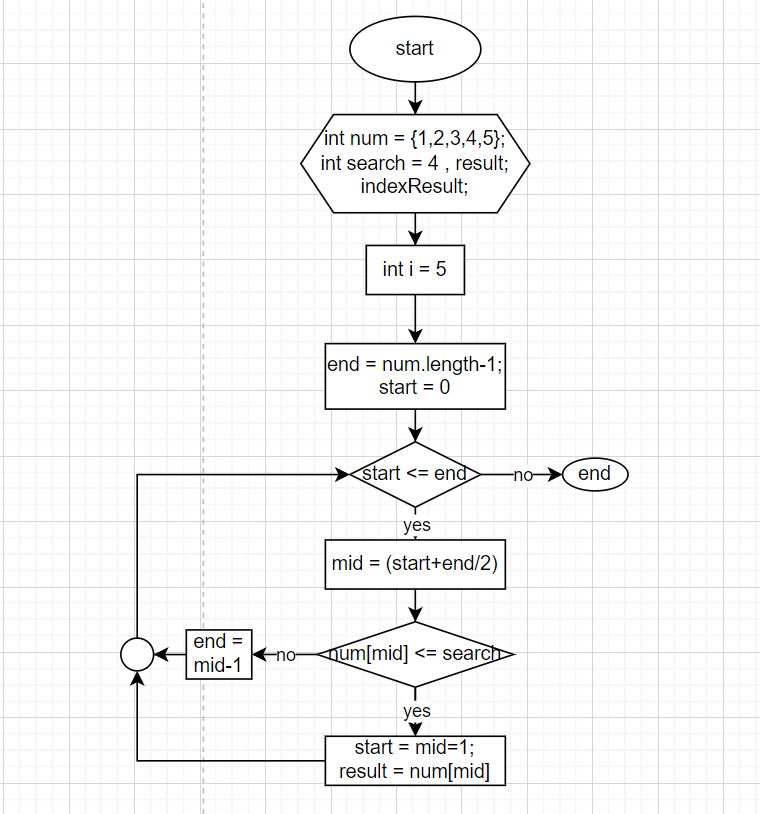 start
int num = {1,2,3,4,5};
int search = 4 , result;
indexResult;
int i = 5
end = num.length-1;
start = 0
start <= end
no
end
yes
mid = (start+end/2)
num[mid] <= search
no
end =
mid-1
yes
start = mid=1;
result = num[mid]